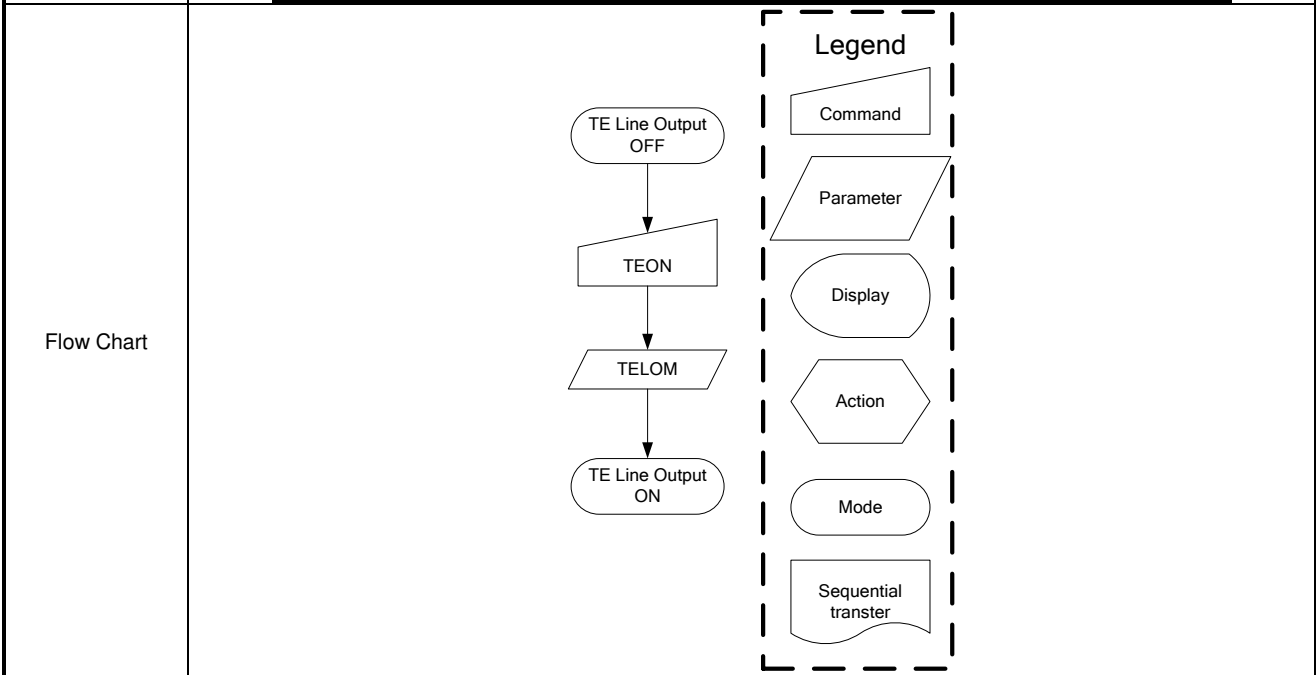 Flow Chart
TE Line Output
OFF
TEON
TELOM
TE Line Output
ON
Legend
Command
Parameter
Display
Action
Mode
Sequential
transter